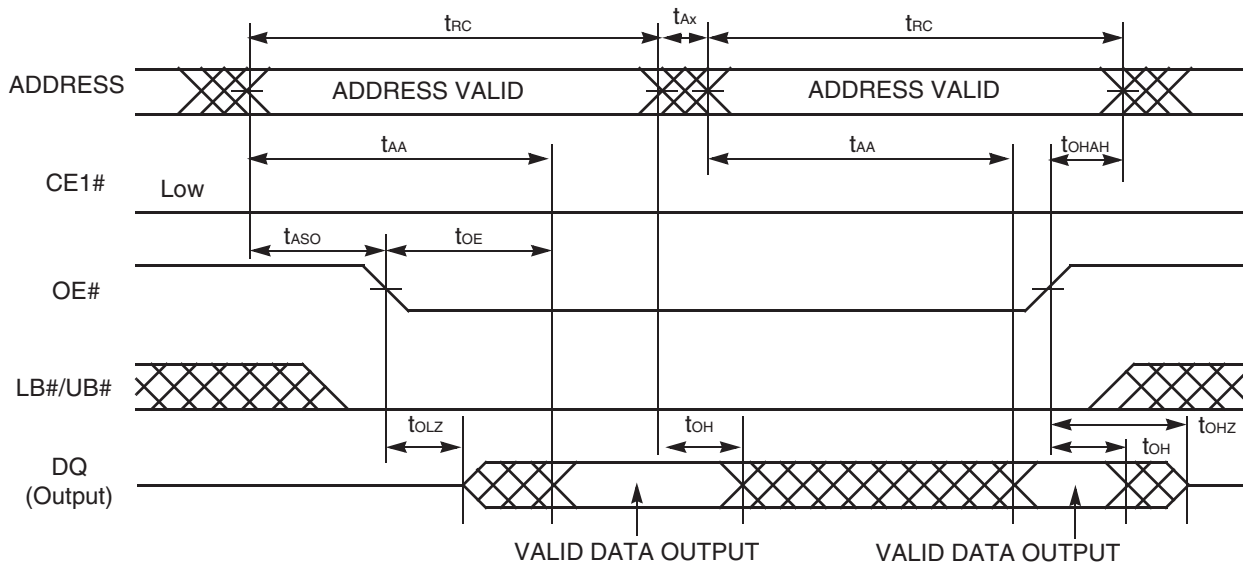 tRC tAx tRC
ADDRESS ADDRESS VALID ADDRESS VALID
tAA tAA tOHAH
CE1# Low
tASO tOE
OE#
LB#/UB#
tOLZ tOH tOHZ
tOH
DQ
(Output)
VALID DATA OUTPUT VALID DATA OUTPUT